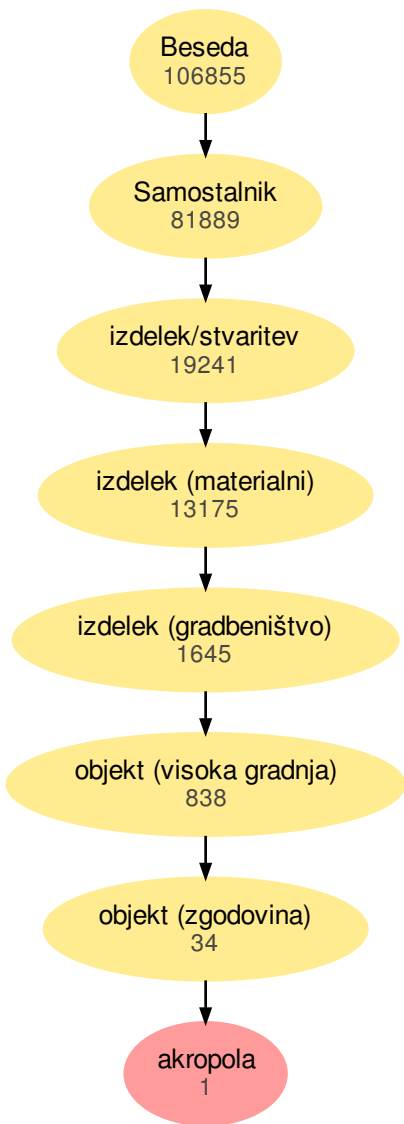 Beseda
106855
Samostalnik
81889
izdelek/stvaritev
19241
izdelek (materialni)
13175
izdelek (gradbeništvo)
1645
objekt (visoka gradnja)
838
objekt (zgodovina)
34
akropola
1